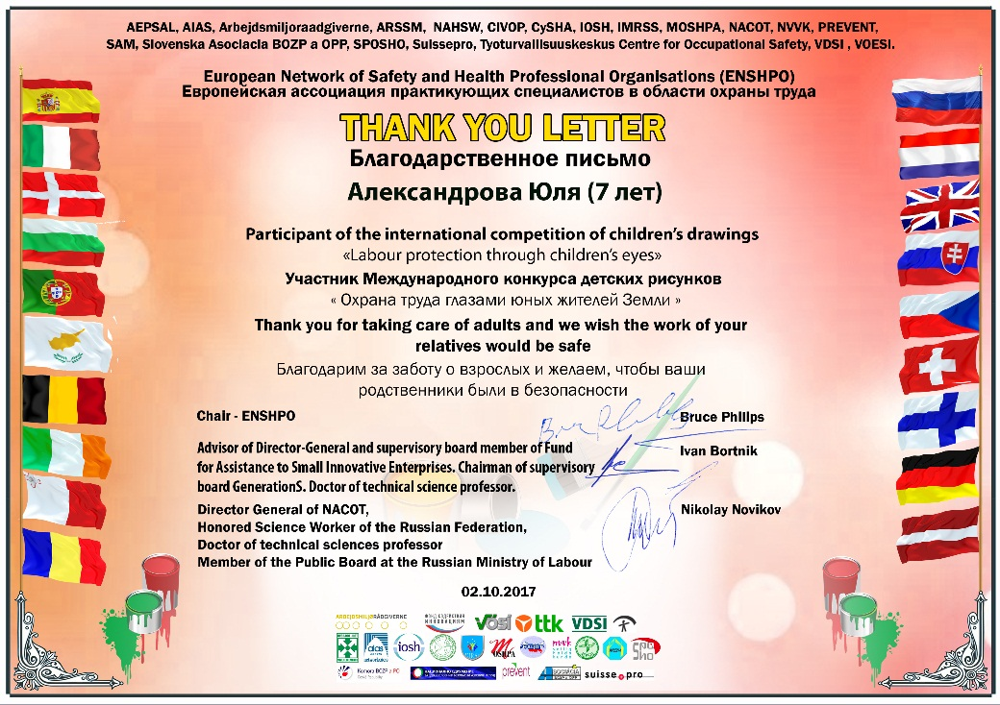 AEPSAL, AIAS, Arbejdsmiljoraadgiverne, ARSSM, NAHSW, CIVOP, CySHA, IOSH, IMRSS, MOSHPA, NACOT, NVVK, PREVENT,
SAM, Slovenska Asociacia BOZP a OPP, SPOSHO, Suissepro, Tyoturvallisuuskeskus Centre for Occupational Safety, VDSI , VOESI.
European Network of Safety and Health Professional Organisations (ENSHPO)
Европейская ассоциация практикующих специалистов в области охраны труда
THANK YOU LETTER
Благодарственное письмо
Александрова Юля (7 лет)
Participant of the international competition of children's drawings
«Labour protection through children's eyes»
Участник Международного конкурса детских рисунков
« Охрана труда глазами юных жителей Земли »
Thank you for taking care of adults and we wish the work of your
relatives would be safe
Благодарим за заботу о взрослых и желаем, чтобы ваши
родственники были в безопасности
Chair - ENSHPO
Bruce Philips
Advisor of Director-General and supervisory board member of Fund
for Assistance to Small Innovative Enterprises. Chairman of supervisory
board GenerationS. Doctor of technical science professor.
Ivan Bortnik
Director General of NACOT,
Honored Science Worker of the Russian Federation,
Doctor of technical sciences professor
Member of the Public Board at the Russian Ministry of Labour
Nikolay Novikov
02.10.2017
ARBEJDSMILJØRÅDGIVERNE
ФОНД СОДЕЙСТВИЯ ИННОВАЦИЯМ
vösi
ttk
VDSI
aias
iosh
MOSHPA
nvvk
Komora BOZP a PO
prevent
suisse.pro